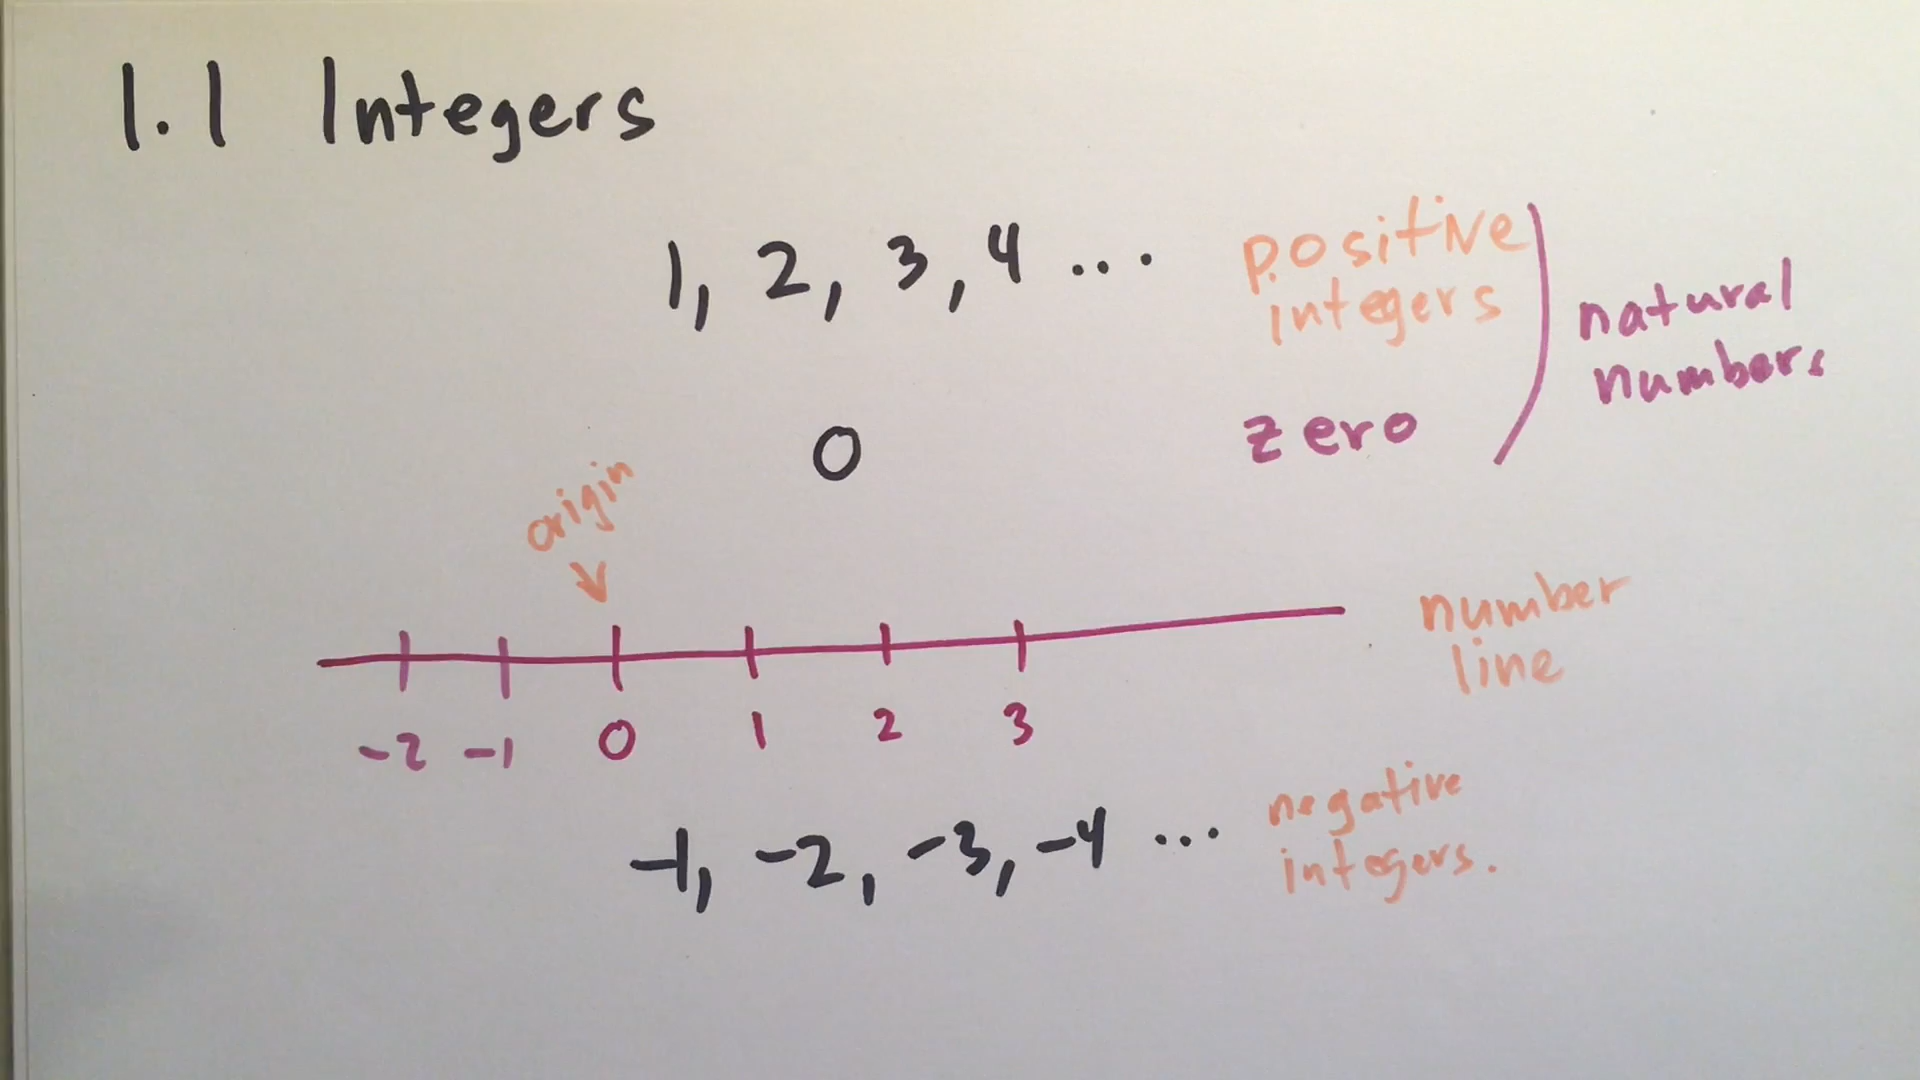 1.1 Integers
1, 2, 3, 4 ... positive
integers
natural
numbers
0 zero
origin
number
line
-2 -1 0 1 2 3
-1, -2, -3, -4 ... negative
integers.